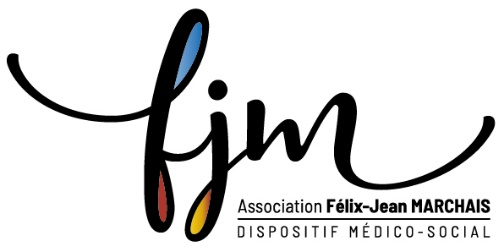 fjm
Association Félix-Jean MARCHAIS
DISPOSITIF MÉDICO-SOCIAL